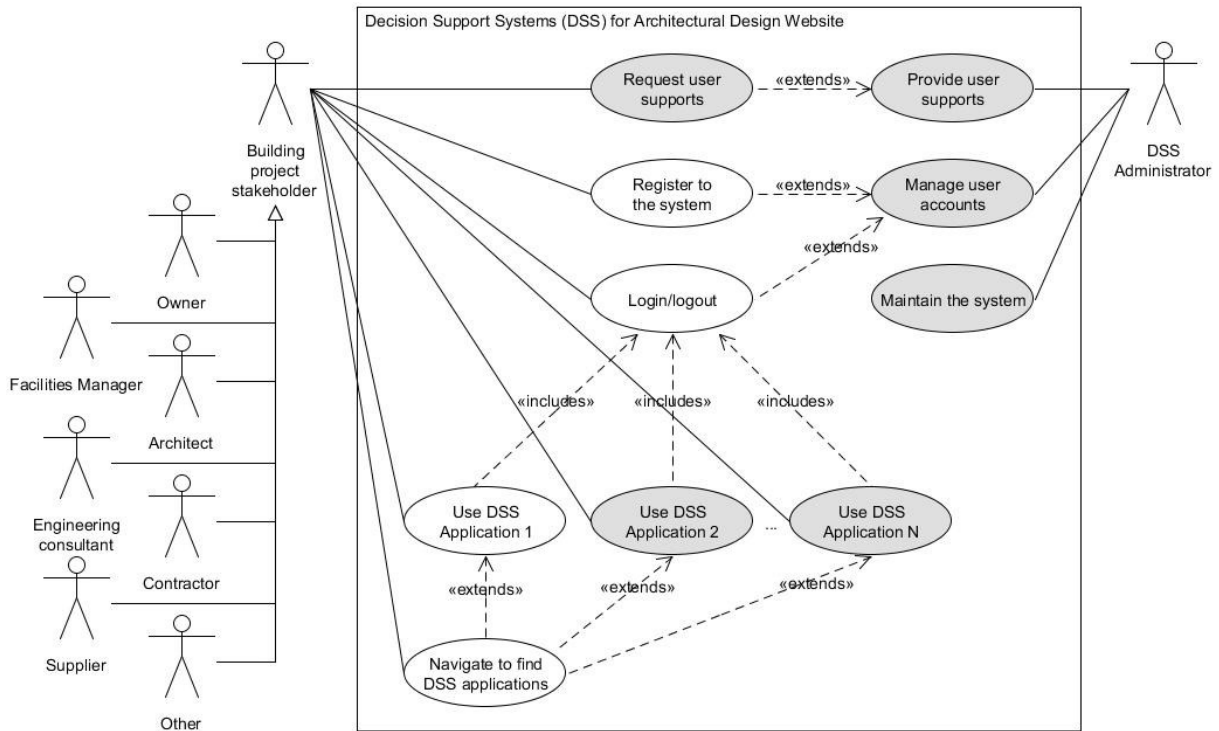 Decision Support Systems (DSS) for Architectural Design Website
Building
project
stakeholder
Owner
Facilities Manager
Architect
Engineering
consultant
Contractor
Supplier
Other
Request user
supports
«extends»
Provide user
supports
DSS
Administrator
Register to
the system
«extends»
Manage user
accounts
«extends»
Login/logout
Maintain the system
«includes»
«includes»
«includes»
Use DSS
Application 1
Use DSS
Application 2
...
Use DSS
Application N
«extends»
«extends»
«extends»
Navigate to find
DSS applications